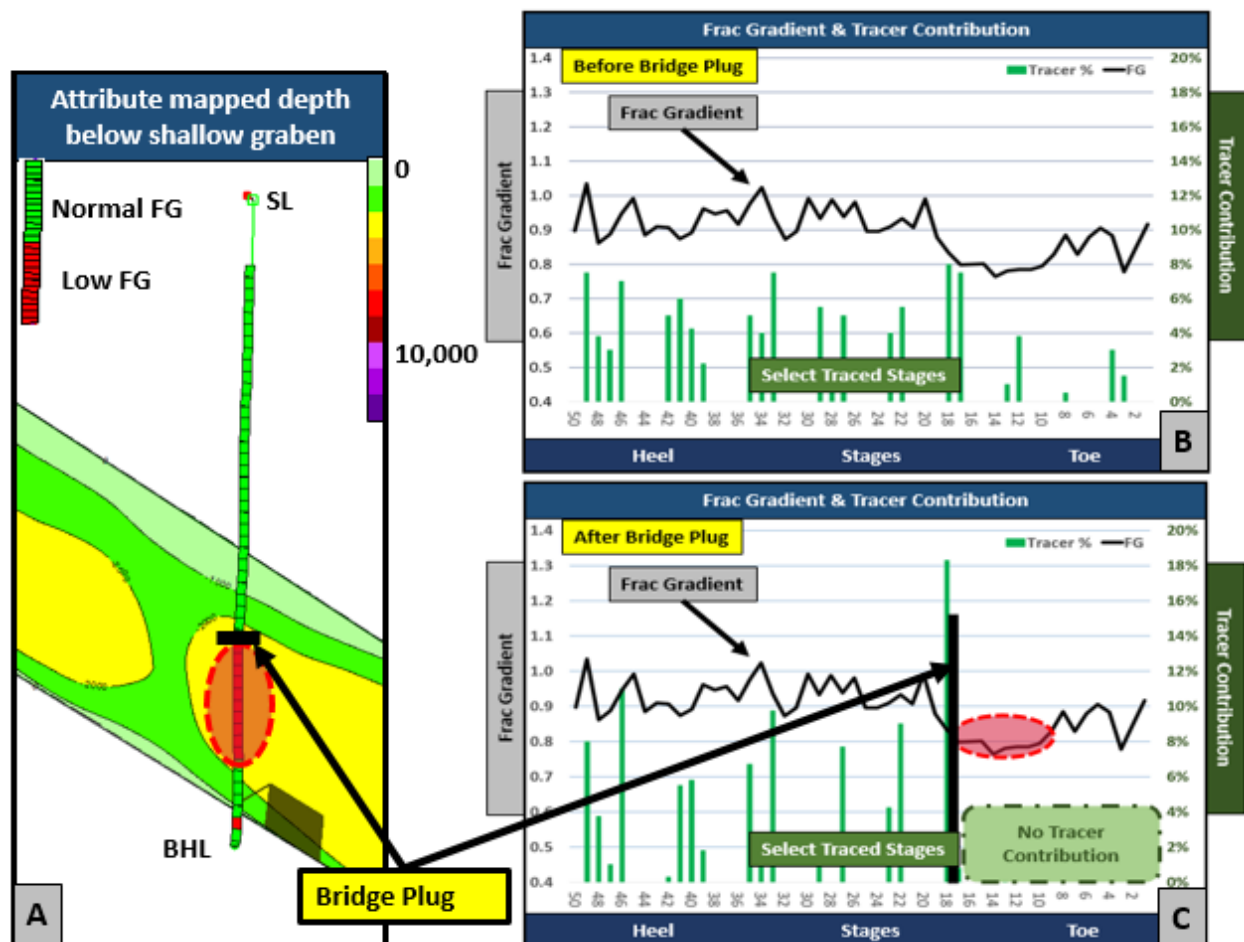 Attribute mapped depth
below shallow graben
Normal FG
Low FG
SL
0
10,000
1,000
2000
2000
BHL
Bridge Plug
A
Frac Gradient & Tracer Contribution
Before Bridge Plug
Tracer % FG
Frac Gradient
Frac Gradient
Tracer Contribution
1.4
1.3
1.2
1.1
1.0
0.9
0.8
0.7
0.6
0.5
0.4
20%
18%
16%
14%
12%
10%
8%
6%
4%
2%
0%
Select Traced Stages
50 48 46 44 42 40 38 36 34 32 30 28 26 24 22 20 18 16 14 12 10 8 6 4 2
Heel Stages Toe
B
Frac Gradient & Tracer Contribution
After Bridge Plug
Tracer % FG
Frac Gradient
Frac Gradient
Tracer Contribution
1.4
1.3
1.2
1.1
1.0
0.9
0.8
0.7
0.6
0.5
0.4
20%
18%
16%
14%
12%
10%
8%
6%
4%
2%
0%
Select Traced Stages
No Tracer
Contribution
50 48 46 44 42 40 38 36 34 32 30 28 26 24 22 20 18 16 14 12 10 8 6 4 2
Heel Stages Toe
C